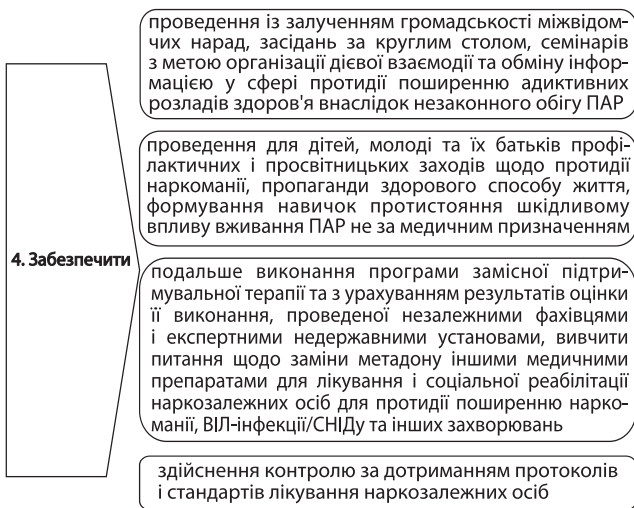 проведення із залученням громадськості міжвідом-
чих нарад, засідань за круглим столом, семінарів
з метою організації дієвої взаємодії та обміну інфор-
мацією у сфері протидії поширенню адиктивних
розладів здоров'я внаслідок незаконного обігу ПАР
проведення для дітей, молоді та їх батьків профі-
лактичних і просвітницьких заходів щодо протидії
наркоманії, пропаганди здорового способу життя,
формування навичок протистояння шкідливому
впливу вживання ПАР не за медичним призначенням
4. Забезпечити
подальше виконання програми замісної підтри-
мувальної терапії та з урахуванням результатів оцінки
її виконання, проведеної незалежними фахівцями
і експертними недержавними установами, вивчити
питання щодо заміни метадону іншими медичними
препаратами для лікування і соціальної реабілітації
наркозалежних осіб для протидії поширенню нарко-
манії, ВІЛ-інфекції/СНІДу та інших захворювань
здійснення контролю за дотриманням протоколів
і стандартів лікування наркозалежних осіб